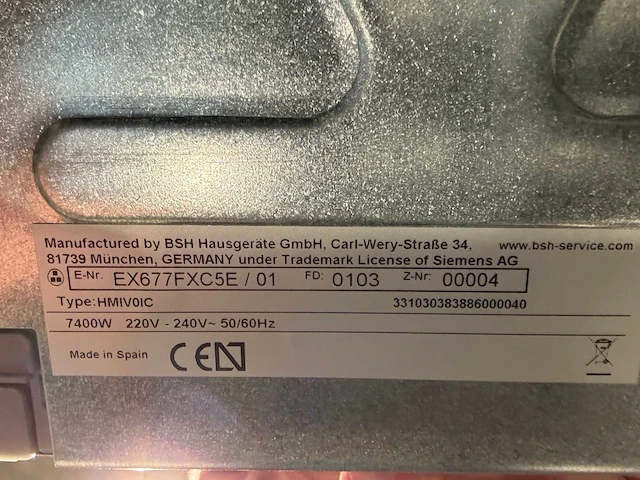 Manufactured by BSH Hausgeräte GmbH, Carl-Wery-Straße 34, www.bsh-service.com
81739 München, GERMANY under Trademark License of Siemens AG
E-Nr. EX677FXC5E / 01 FD: 0103 Z-Nr: 00004
Type: HMIV0IC 331030383886000040
7400W 220V - 240V~ 50/60Hz
Made in Spain CE N